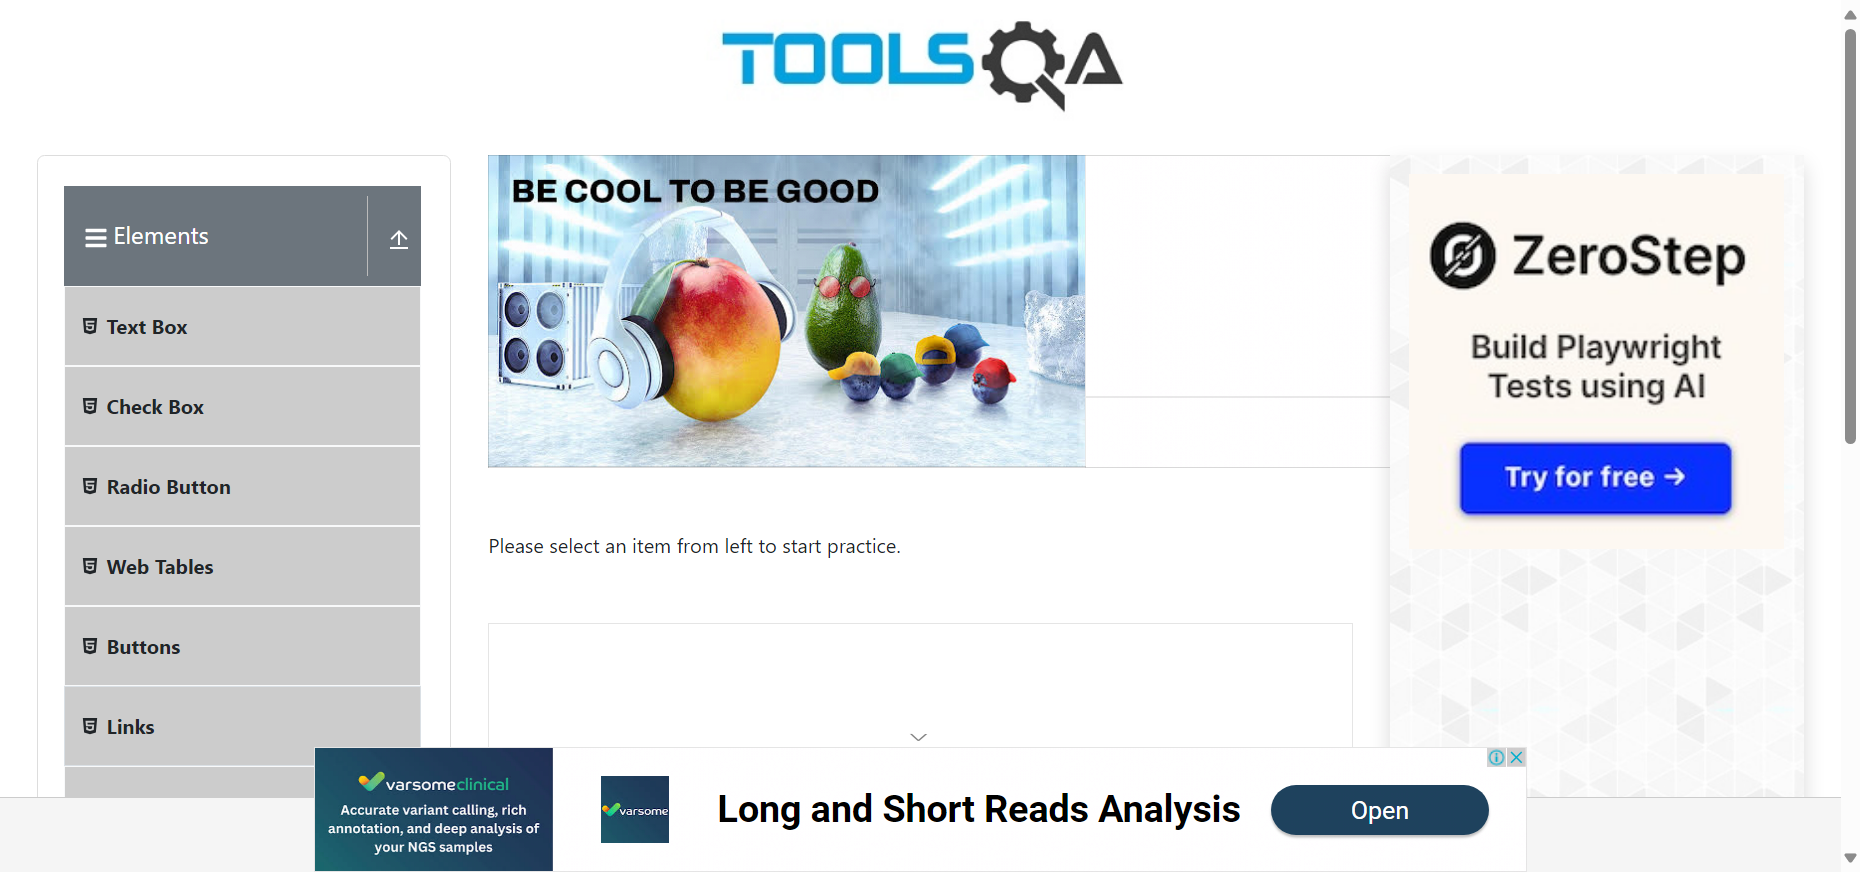 TOOLSQA
Elements
Text Box
Check Box
Radio Button
Web Tables
Buttons
Links
BE COOL TO BE GOOD
Please select an item from left to start practice.
ZeroStep
Build Playwright
Tests using AI
Try for free →
varsomeclinical
Accurate variant calling, rich
annotation, and deep analysis of
your NGS samples
varsome
Long and Short Reads Analysis
Open